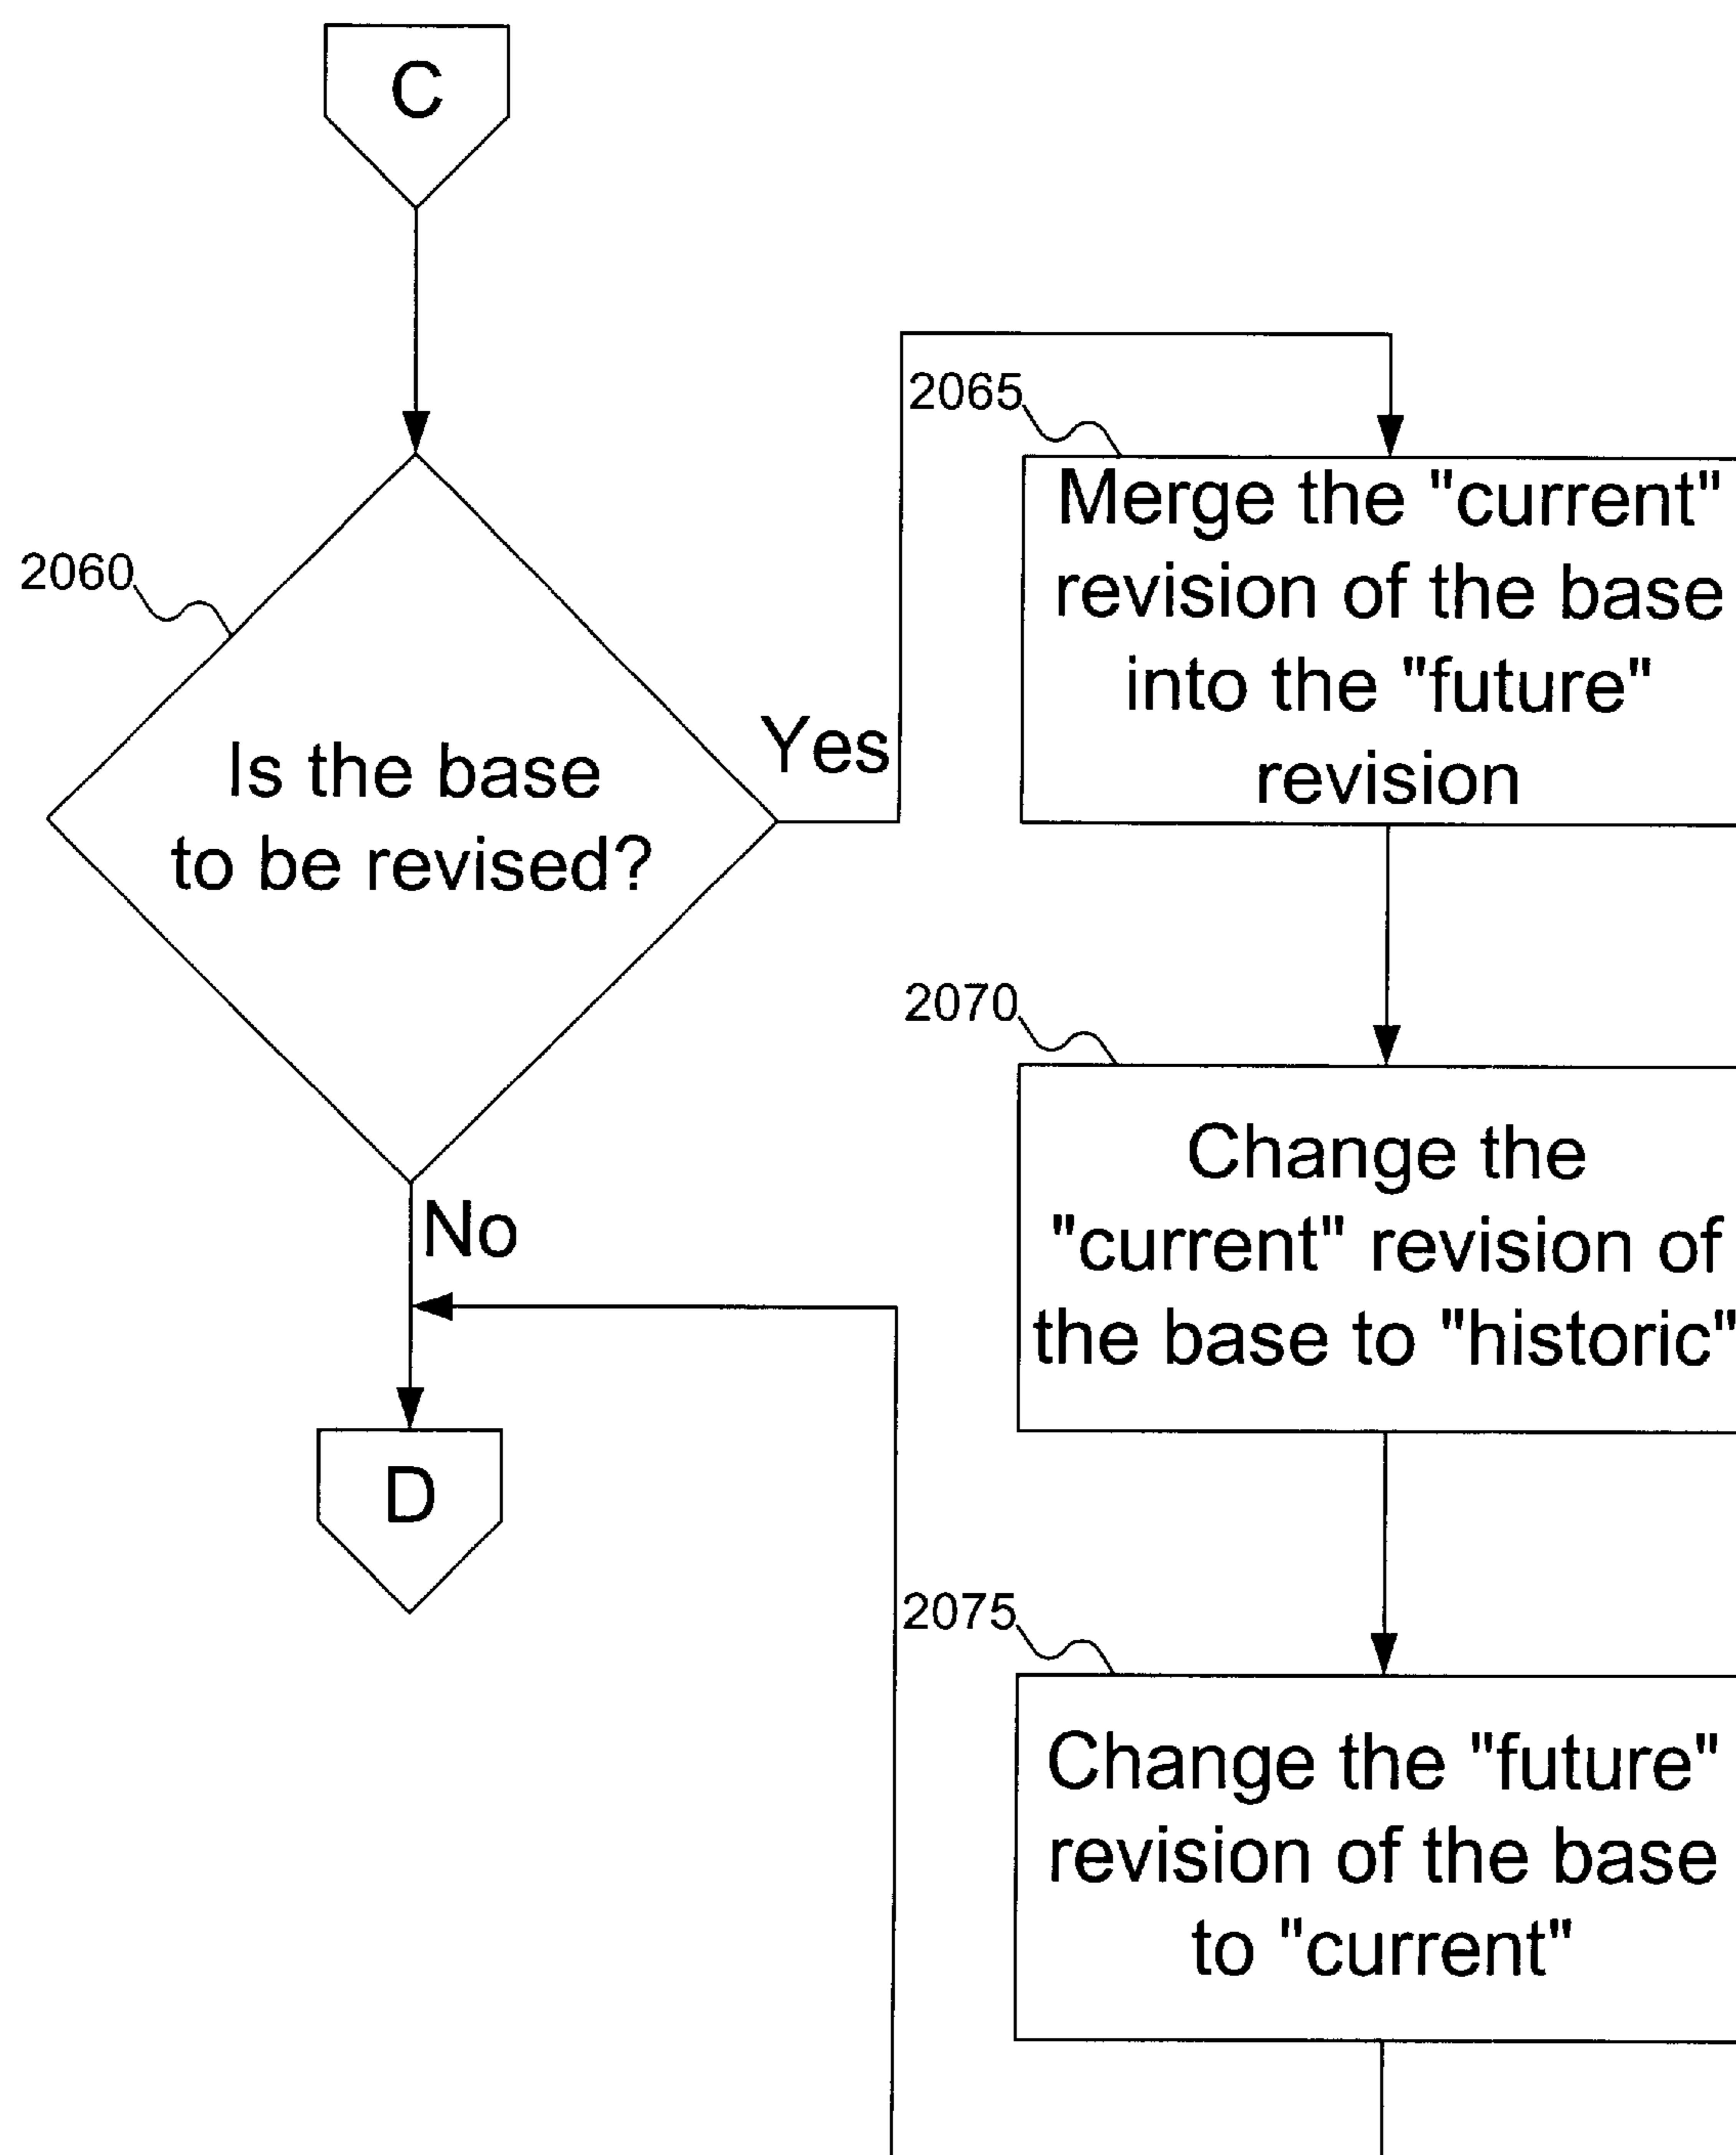 C
2060
Is the base
to be revised?
Yes
No
D
2065
Merge the "current"
revision of the base
into the "future"
revision
2070
Change the
"current" revision of
the base to "historic"
2075
Change the "future"
revision of the base
to "current"